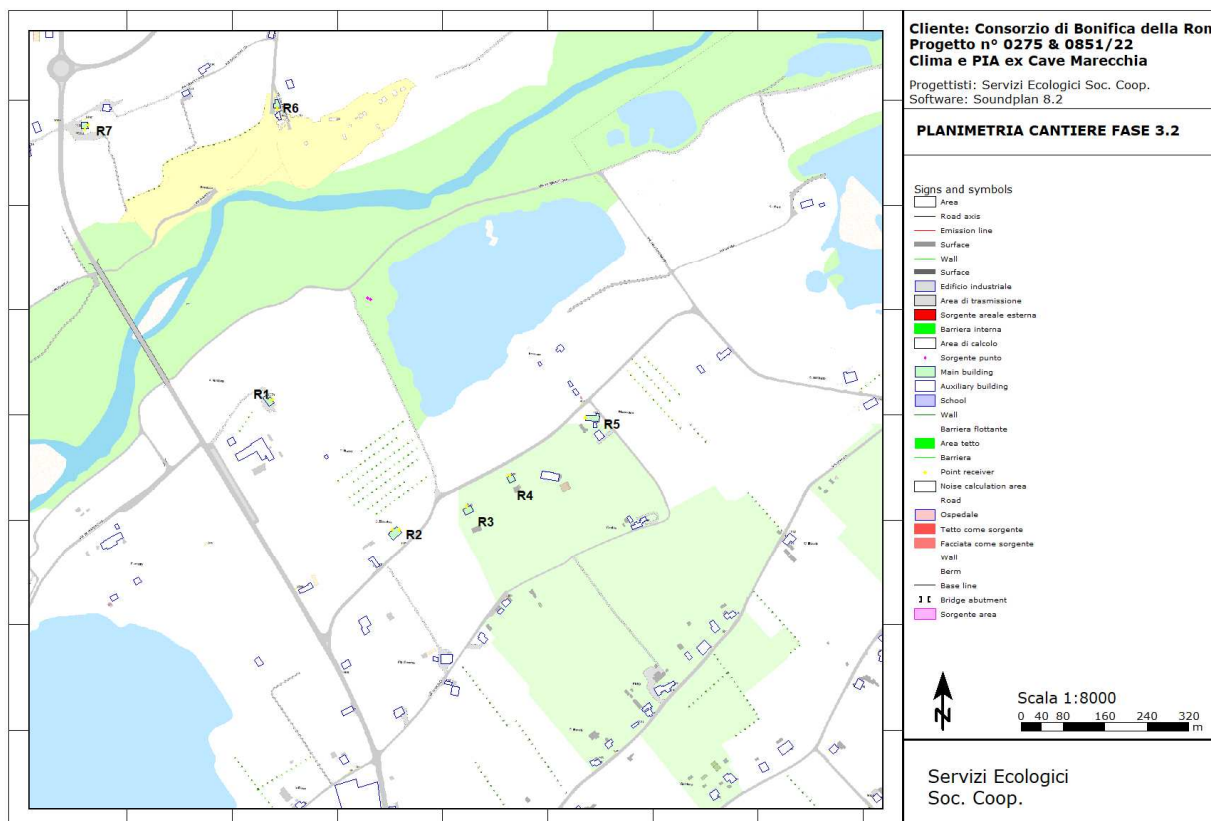 Cliente: Consorzio di Bonifica della Rom
Progetto n° 0275 & 0851/22
Clima e PIA ex Cave Marecchia
Progettisti: Servizi Ecologici Soc. Coop.
Software: Soundplan 8.2
PLANIMETRIA CANTIERE FASE 3.2
Signs and symbols
Area
Road axis
Emission line
Surface
Wall
Surface
Edificio industriale
Area di trasmissione
Sorgente areale esterna
Barriera interna
Area di calcolo
Sorgente punto
Main building
Auxiliary building
School
Wall
Barriera flottante
Area tetto
Barriera
Point receiver
Noise calculation area
Road
Ospedale
Tetto come sorgente
Facciata come sorgente
Wall
Berm
Base line
Bridge abutment
Sorgente area
N
Scala 1:8000
0 40 80 160 240 320
m
Servizi Ecologici
Soc. Coop.
R6
R7
R1
R5
R4
R3
R2